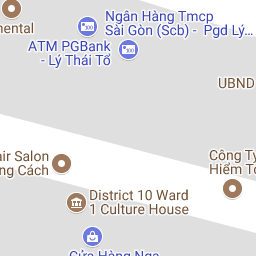 nental
Ngân Hàng Tmcp
Sài Gòn (Scb) - Pgd Lý...
ATM PGBank
- Lý Thái Tổ
UBND
air Salon
ng Cách
Công Ty
Hiểm To
District 10 Ward
1 Culture House
Cửa Hàng Nga